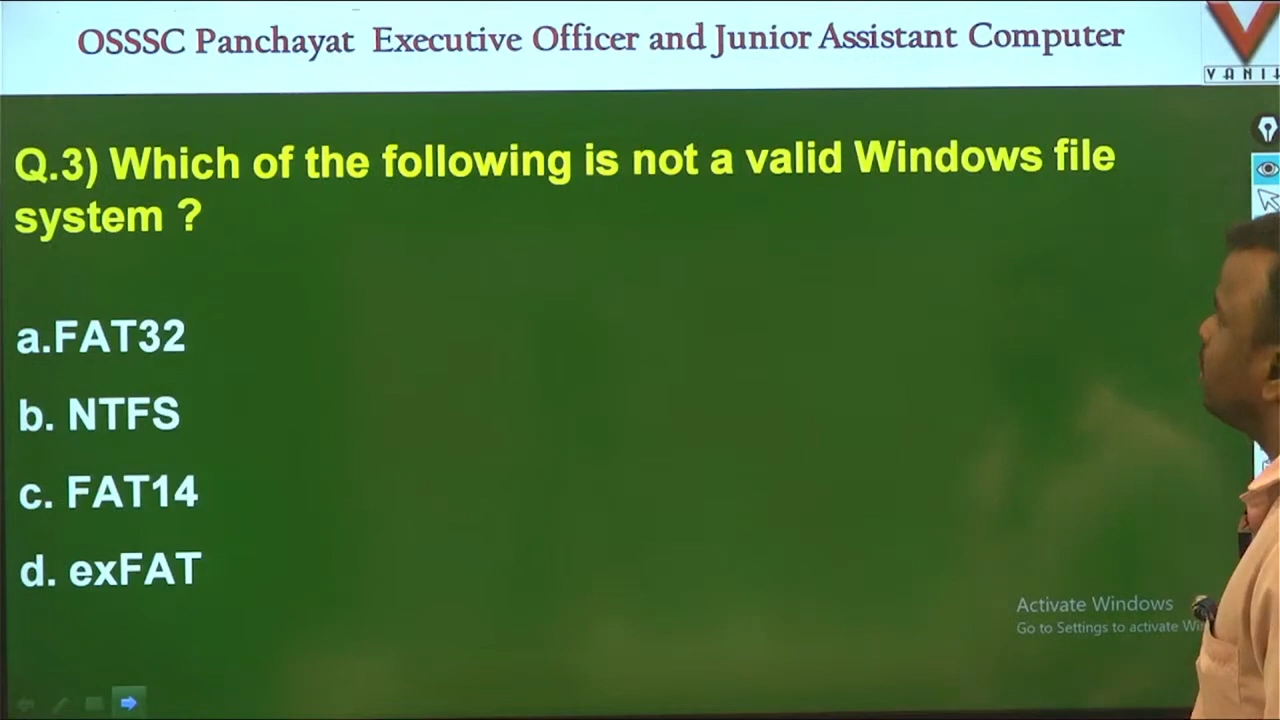 OSSSC Panchayat Executive Officer and Junior Assistant Computer
Q.3) Which of the following is not a valid Windows file
system ?
a.FAT32
b. NTFS
c. FAT14
d. exFAT
Activate Windows
Go to Settings to activate